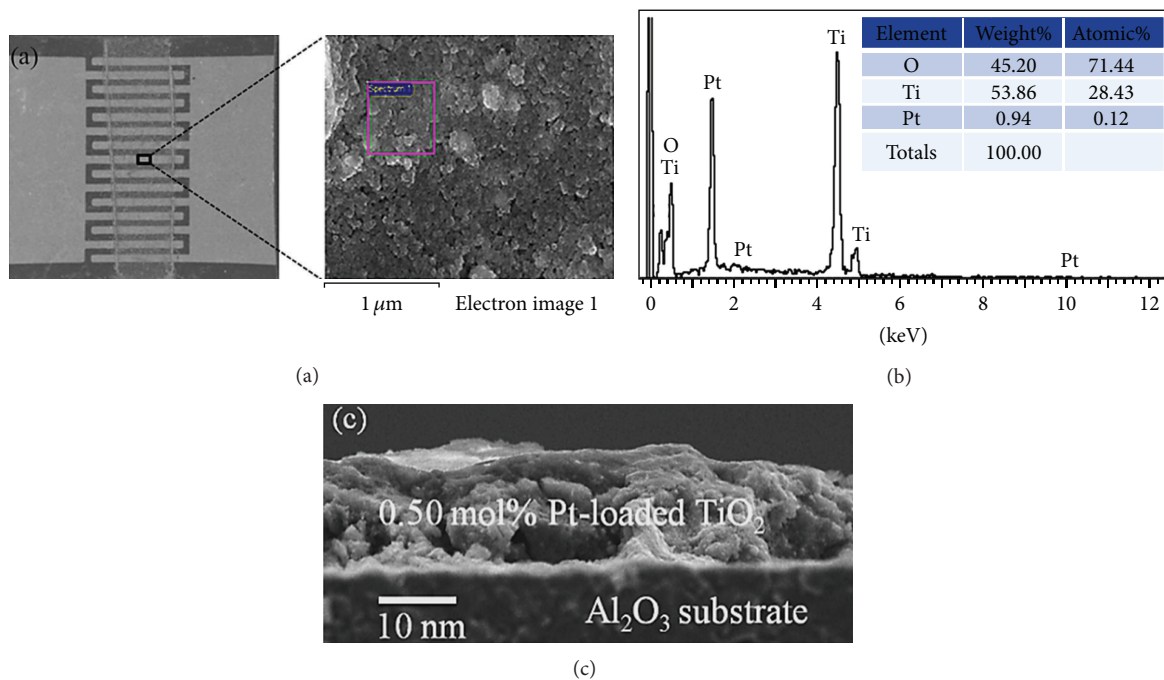 (a)
Spectrum 1
1 μm
Electron image 1
(a)
Ti
Pt
O
Ti
Pt
Ti
Pt
0 2 4 6 8 10 12
(keV)
Element Weight% Atomic%
O 45.20 71.44
Ti 53.86 28.43
Pt 0.94 0.12
Totals 100.00
(b)
(c)
0.50 mol% Pt-loaded TiO₂
10 nm
Al₂O₃ substrate
(c)